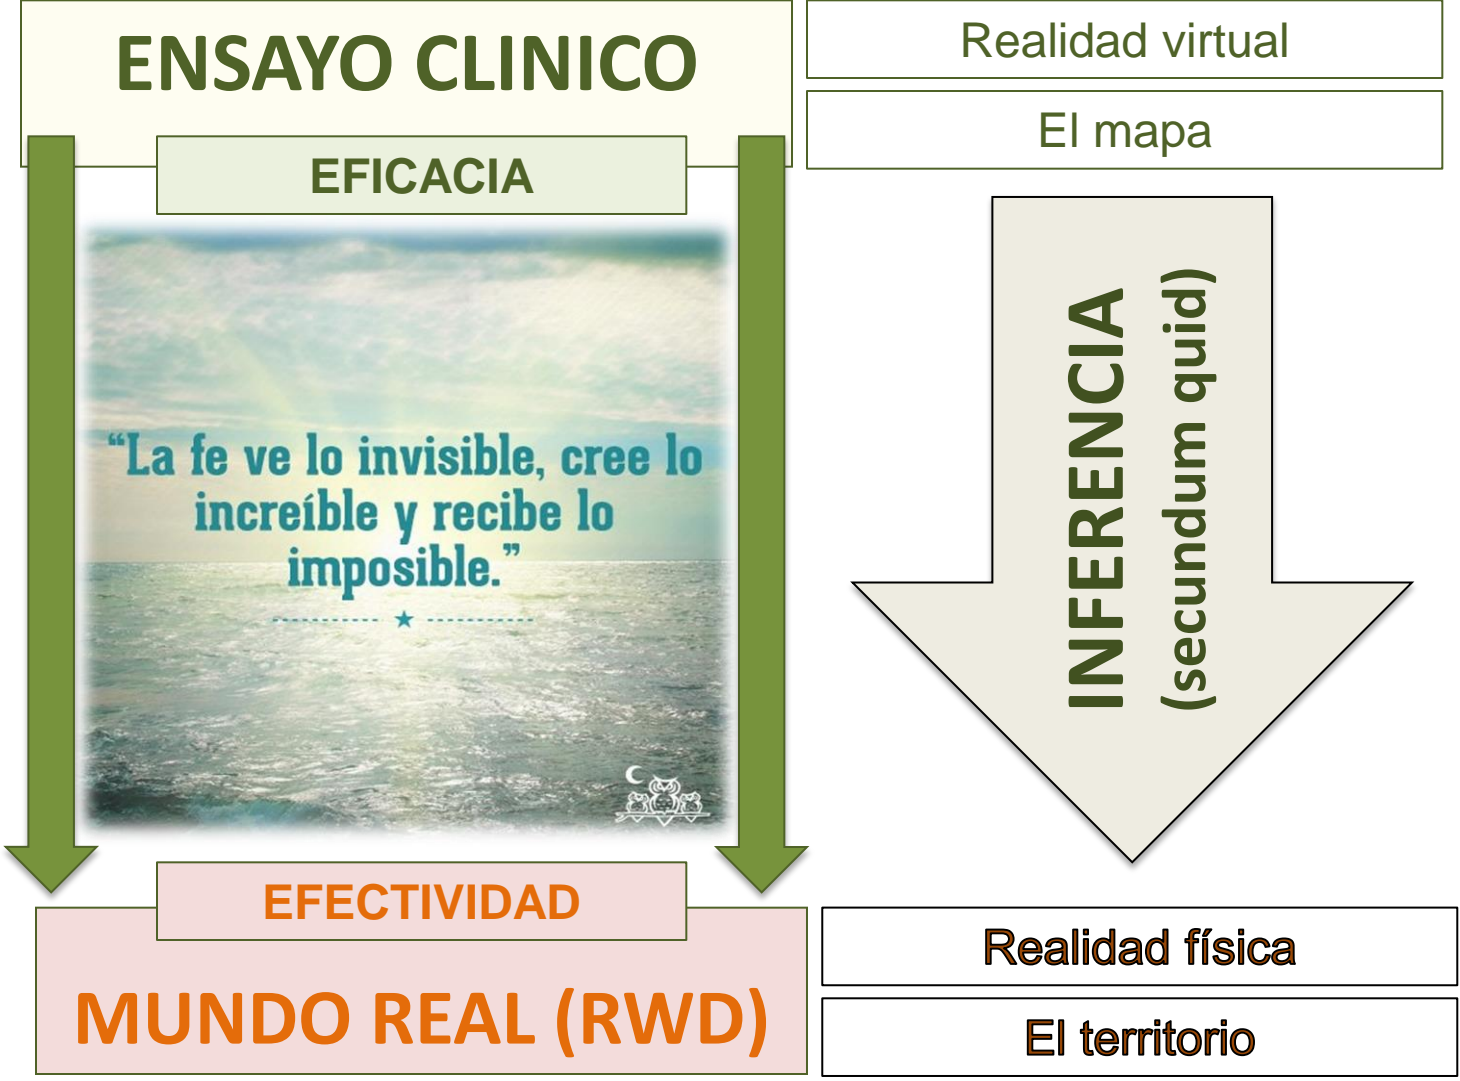 ENSAYO CLINICO
Realidad virtual
El mapa
EFICACIA
“La fe ve lo invisible, cree lo
increíble y recibe lo
imposible.”
INFERENCIA
(secundum quid)
EFECTIVIDAD
MUNDO REAL (RWD)
Realidad física
El territorio